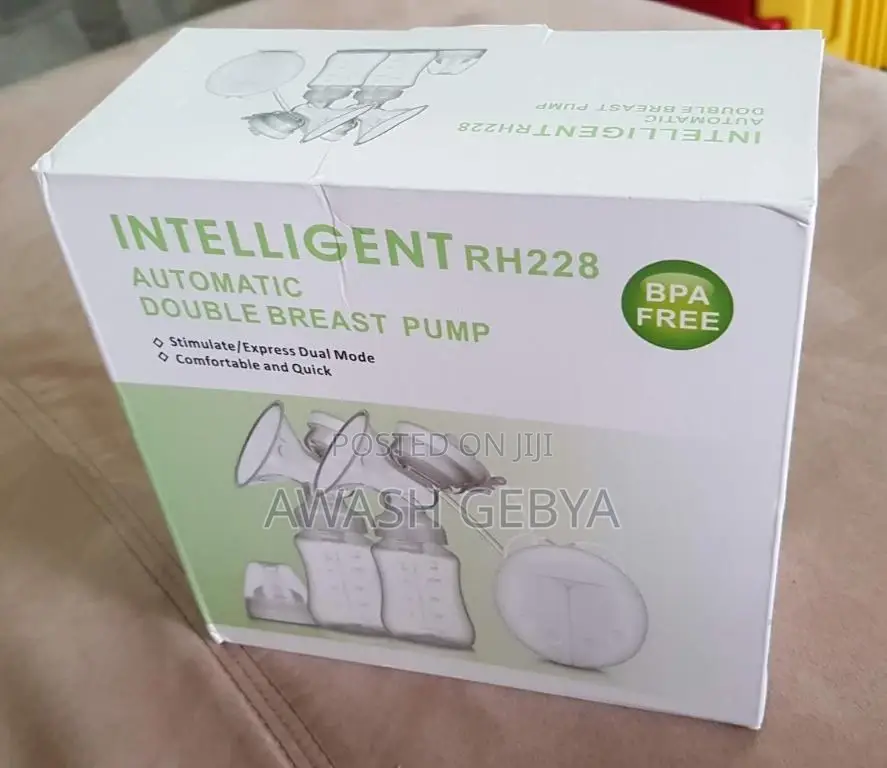 INTELLIGENT RH228
AUTOMATIC
DOUBLE BREAST PUMP
INTELLIGENT RH228
AUTOMATIC
DOUBLE BREAST PUMP
◇ Stimulate/Express Dual Mode
◇ Comfortable and Quick
BPA
FREE
POSTED ON JIJI
AWASH GEBYA